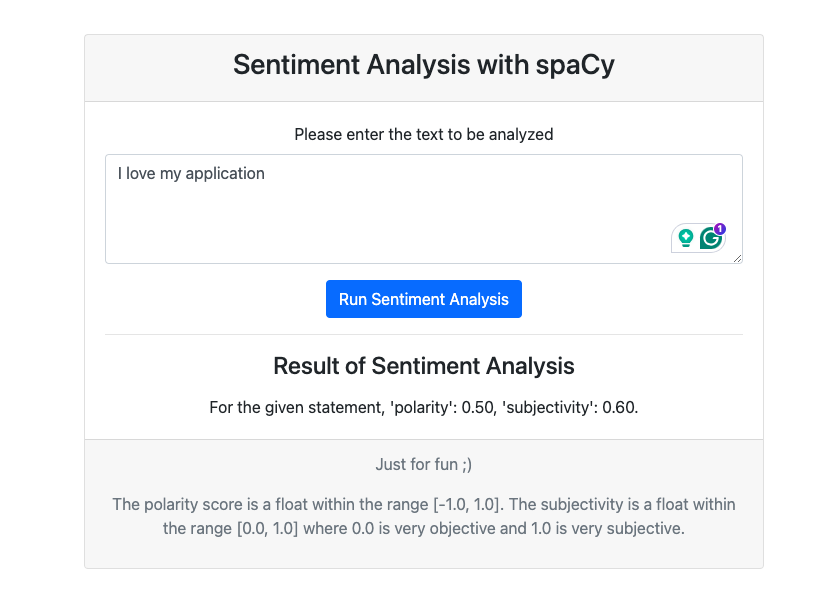 Sentiment Analysis with spaCy
Please enter the text to be analyzed
I love my application
1
Run Sentiment Analysis
Result of Sentiment Analysis
For the given statement, 'polarity': 0.50, 'subjectivity': 0.60.
Just for fun ;)
The polarity score is a float within the range [-1.0, 1.0]. The subjectivity is a float within
the range [0.0, 1.0] where 0.0 is very objective and 1.0 is very subjective.